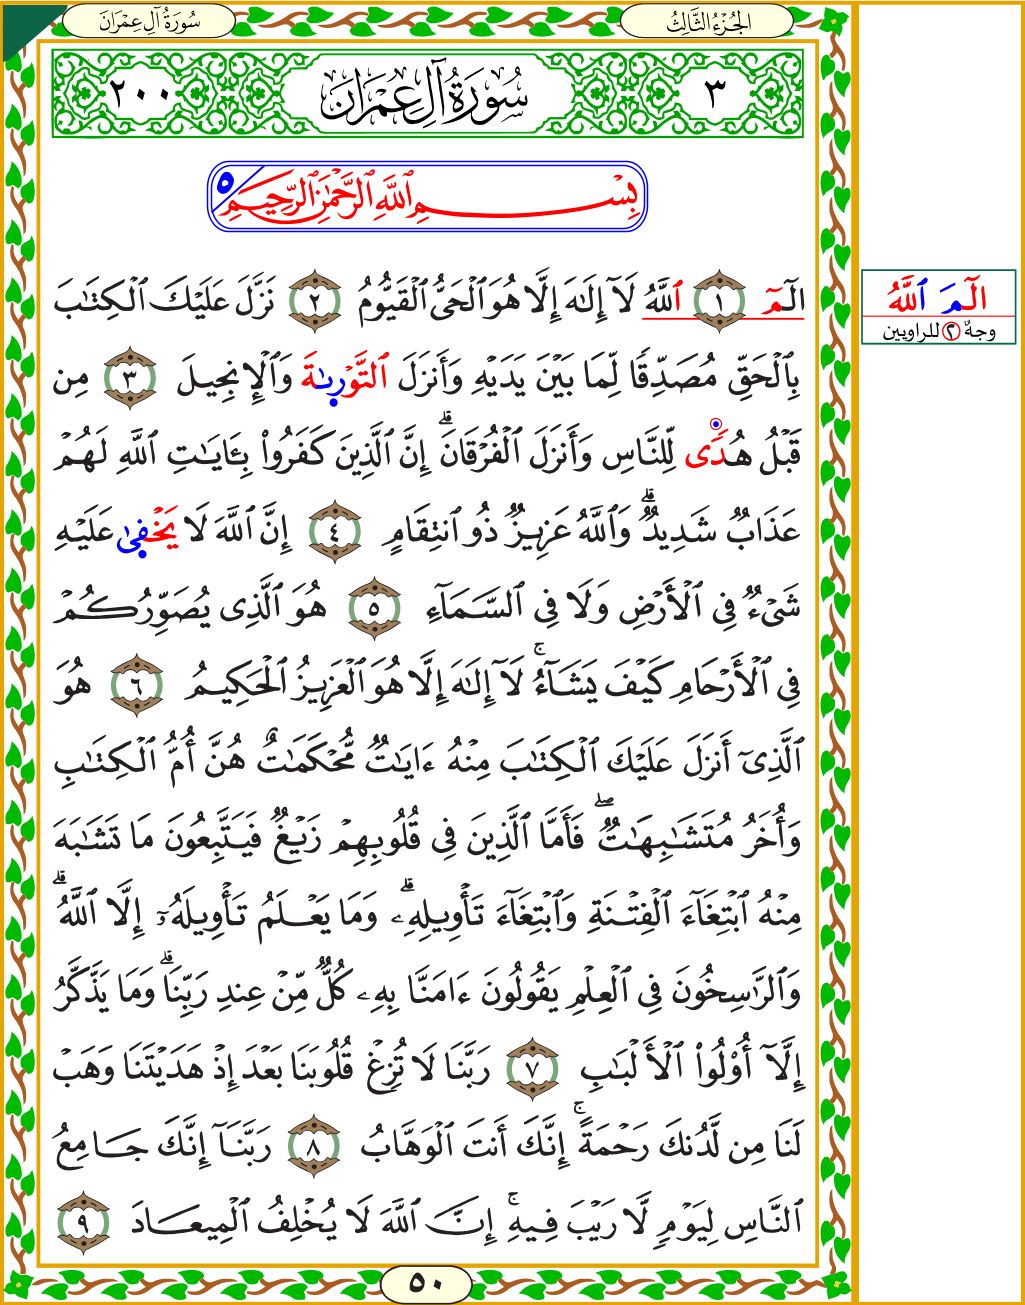 سُورَةُ آلِ عِمْرَانَ
الجُزْءُ الثَّالِثُ
٣ سُورَةُ آلِ عِمْرَانَ ٢٠٠
بِسْمِ ٱللَّهِ ٱلرَّحْمَٰنِ ٱلرَّحِيمِ ٥
الٓمٓ ١ ٱللَّهُ لَآ إِلَٰهَ إِلَّا هُوَ ٱلْحَىُّ ٱلْقَيُّومُ ٢ نَزَّلَ عَلَيْكَ ٱلْكِتَٰبَ
بِٱلْحَقِّ مُصَدِّقًا لِّمَا بَيْنَ يَدَيْهِ وَأَنزَلَ ٱلتَّوْرىٰةَ وَٱلْإِنجِيلَ ٣ مِن
قَبْلُ هُدًى لِّلنَّاسِ وَأَنزَلَ ٱلْفُرْقَانَ ۗ إِنَّ ٱلَّذِينَ كَفَرُوا۟ بِـَٔايَٰتِ ٱللَّهِ لَهُمْ
عَذَابٌ شَدِيدٌ ۗ وَٱللَّهُ عَزِيزٌ ذُو ٱنتِقَامٍ ٤ إِنَّ ٱللَّهَ لَا يَخْفىٰ عَلَيْهِ
شَىْءٌ فِى ٱلْأَرْضِ وَلَا فِى ٱلسَّمَآءِ ٥ هُوَ ٱلَّذِى يُصَوِّرُكُمْ
فِى ٱلْأَرْحَامِ كَيْفَ يَشَآءُ ۚ لَآ إِلَٰهَ إِلَّا هُوَ ٱلْعَزِيزُ ٱلْحَكِيمُ ٦ هُوَ
ٱلَّذِىٓ أَنزَلَ عَلَيْكَ ٱلْكِتَٰبَ مِنْهُ ءَايَٰتٌ مُّحْكَمَٰتٌ هُنَّ أُمُّ ٱلْكِتَٰبِ
وَأُخَرُ مُتَشَٰبِهَٰتٌ ۖ فَأَمَّا ٱلَّذِينَ فِى قُلُوبِهِمْ زَيْغٌ فَيَتَّبِعُونَ مَا تَشَٰبَهَ
مِنْهُ ٱبْتِغَآءَ ٱلْفِتْنَةِ وَٱبْتِغَآءَ تَأْوِيلِهِۦ ۗ وَمَا يَعْلَمُ تَأْوِيلَهُۥٓ إِلَّا ٱللَّهُ ۗ
وَٱلرَّٰسِخُونَ فِى ٱلْعِلْمِ يَقُولُونَ ءَامَنَّا بِهِۦ كُلٌّ مِّنْ عِندِ رَبِّنَا ۗ وَمَا يَذَّكَّرُ
إِلَّآ أُو۟لُوا۟ ٱلْأَلْبَٰبِ ٧ رَبَّنَا لَا تُزِغْ قُلُوبَنَا بَعْدَ إِذْ هَدَيْتَنَا وَهَبْ
لَنَا مِن لَّدُنكَ رَحْمَةً ۚ إِنَّكَ أَنتَ ٱلْوَهَّابُ ٨ رَبَّنَآ إِنَّكَ جَامِعُ
ٱلنَّاسِ لِيَوْمٍ لَّا رَيْبَ فِيهِ ۚ إِنَّ ٱللَّهَ لَا يُخْلِفُ ٱلْمِيعَادَ ٩
الٓمَ ٱللَّهُ
وجهٌ ٢ للراويين
٥٠